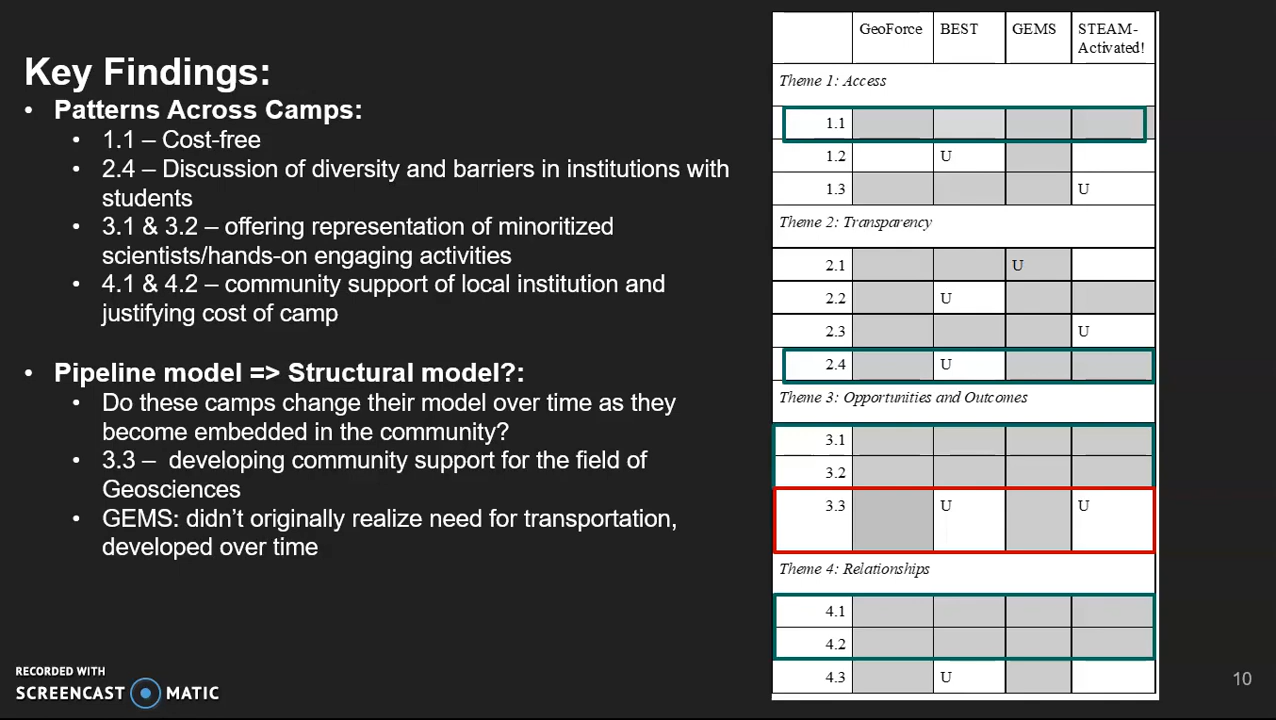 Key Findings:
• Patterns Across Camps:
• 1.1 – Cost-free
• 2.4 – Discussion of diversity and barriers in institutions with
students
• 3.1 & 3.2 – offering representation of minoritized
scientists/hands-on engaging activities
• 4.1 & 4.2 – community support of local institution and
justifying cost of camp
• Pipeline model => Structural model?:
• Do these camps change their model over time as they
become embedded in the community?
• 3.3 –  developing community support for the field of
Geosciences
• GEMS: didn’t originally realize need for transportation,
developed over time
GeoForce BEST GEMS STEAM-
Activated!
Theme 1: Access
1.1
1.2 U
1.3 U
Theme 2: Transparency
2.1 U
2.2 U
2.3 U
2.4 U
Theme 3: Opportunities and Outcomes
3.1
3.2
3.3 U U
Theme 4: Relationships
4.1
4.2
4.3 U
RECORDED WITH
SCREENCAST MATIC
10